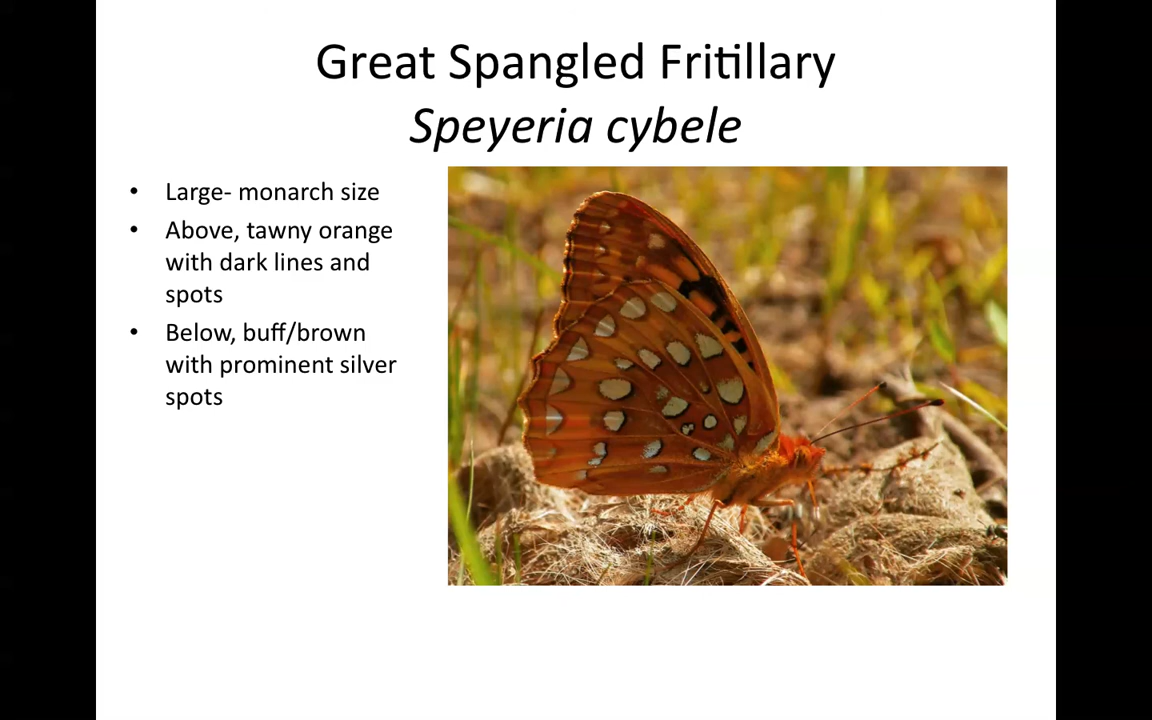 Great Spangled Fritillary
Speyeria cybele
• Large- monarch size
• Above, tawny orange
with dark lines and
spots
• Below, buff/brown
with prominent silver
spots